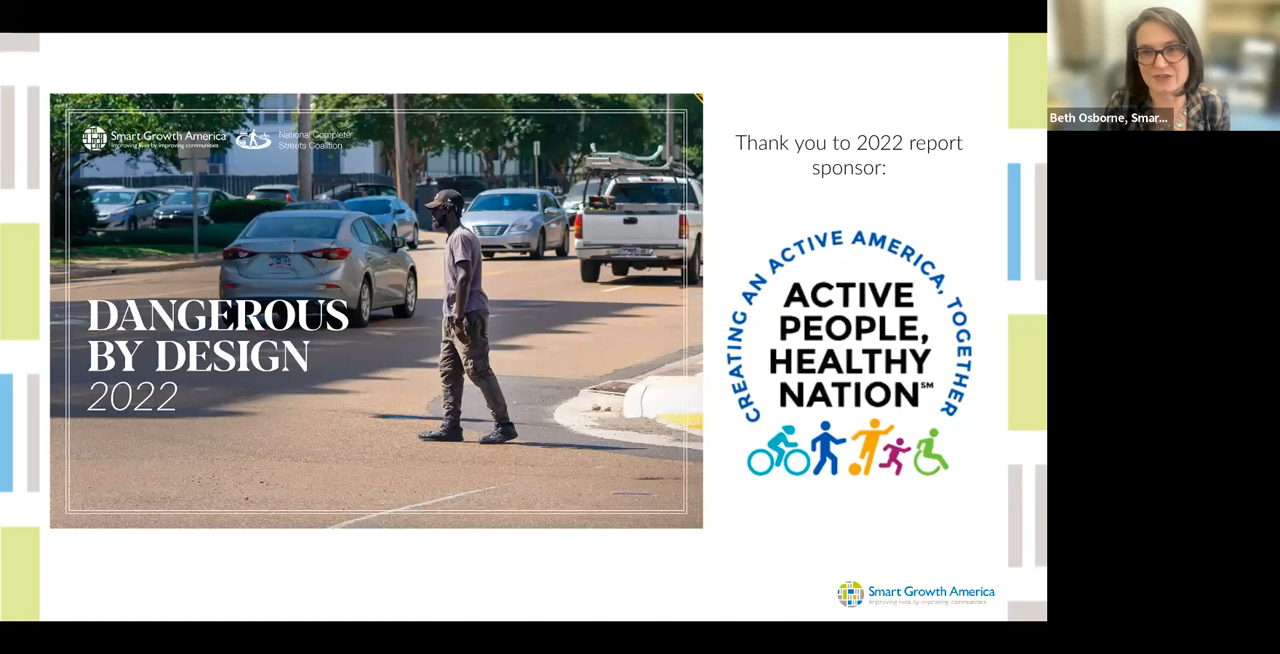 Smart Growth America
Improving lives by improving communities
National Complete
Streets Coalition
DANGEROUS
BY DESIGN
2022
Thank you to 2022 report
sponsor:
CREATING AN ACTIVE AMERICA, TOGETHER
ACTIVE
PEOPLE,
HEALTHY
NATION℠
Smart Growth America
Improving lives by improving communities
Beth Osborne, Smar...